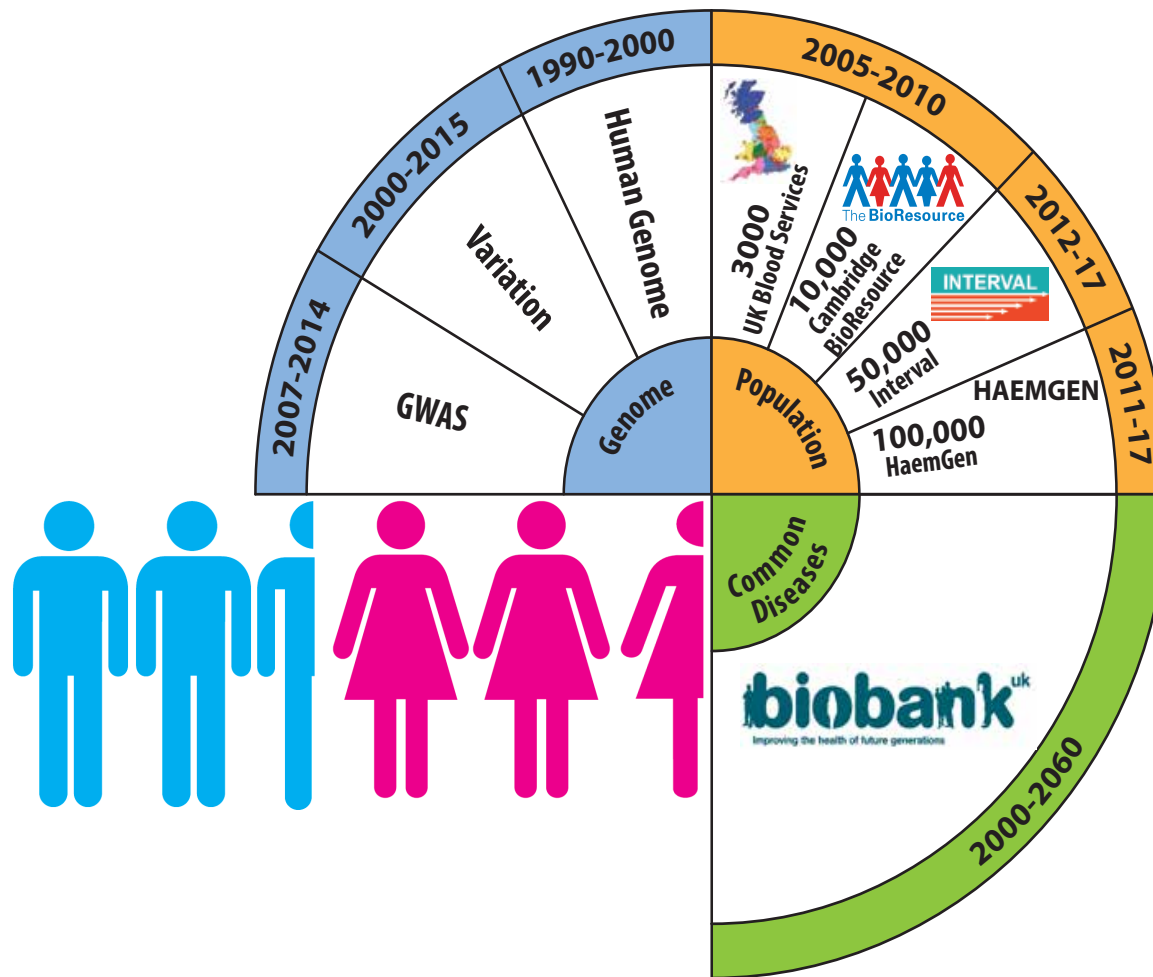 1990-2000
2000-2015
2007-2014
Human Genome
Variation
GWAS
Genome
2005-2010
2012-17
2011-17
3000
UK Blood Services
The BioResource
10,000
Cambridge
BioResource
INTERVAL
50,000
Interval
HAEMGEN
100,000
HaemGen
Population
Common
Diseases
biobank uk
Improving the health of future generations
2000-2060